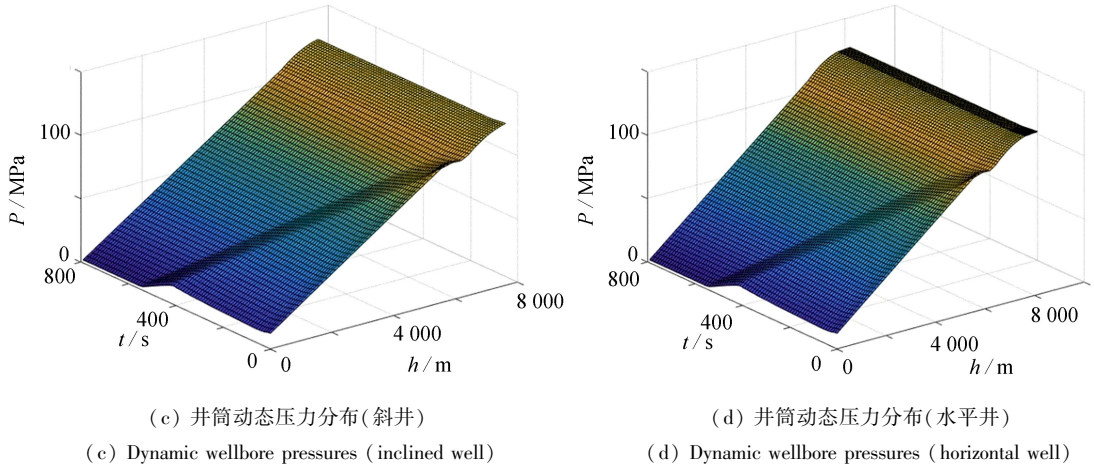 100
P / MPa
0
800
400
t / s
0
0
4 000
h / m
8 000
(c) 井筒动态压力分布(斜井)
(c) Dynamic wellbore pressures (inclined well)
100
P / MPa
0
800
400
t / s
0
0
4 000
h / m
8 000
(d) 井筒动态压力分布(水平井)
(d) Dynamic wellbore pressures (horizontal well)